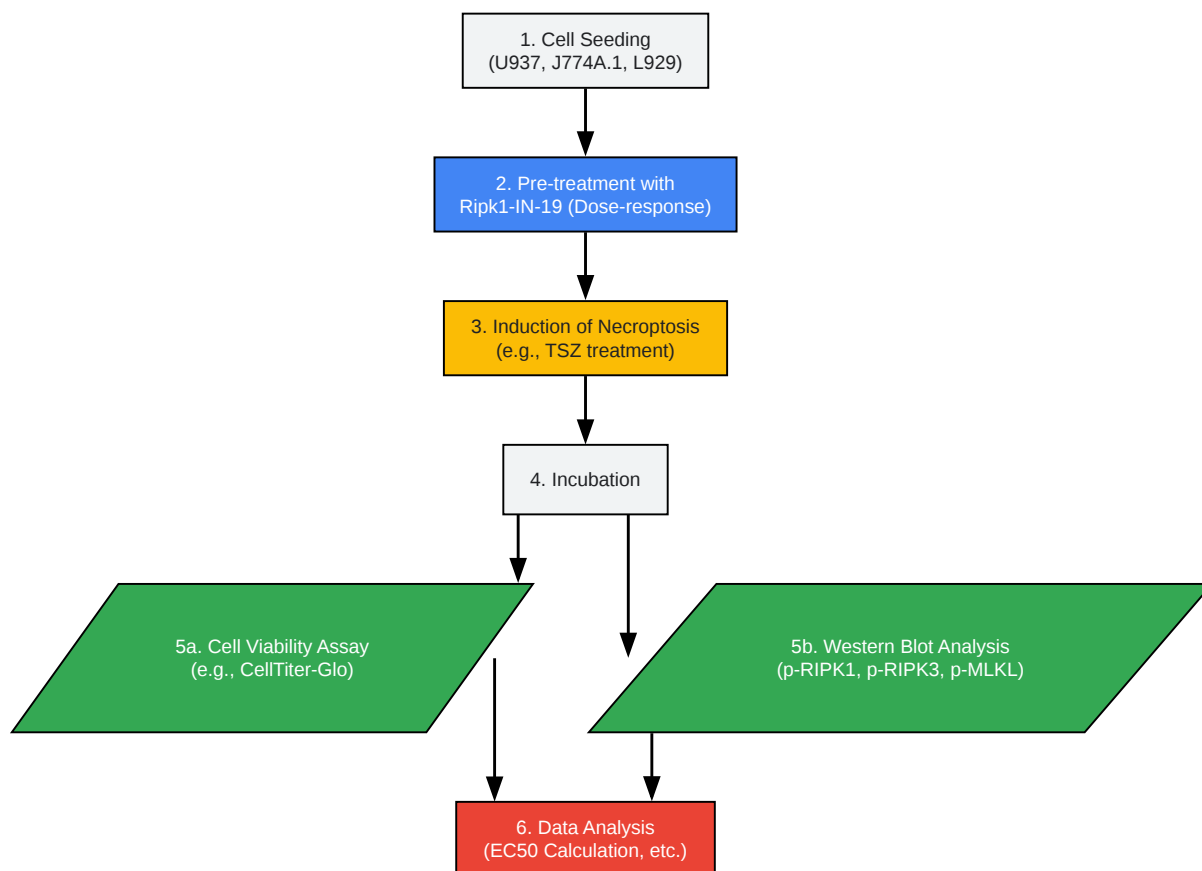 1. Cell Seeding
(U937, J774A.1, L929)
2. Pre-treatment with
Ripk1-IN-19 (Dose-response)
3. Induction of Necroptosis
(e.g., TSZ treatment)
4. Incubation
5a. Cell Viability Assay
(e.g., CellTiter-Glo)
5b. Western Blot Analysis
(p-RIPK1, p-RIPK3, p-MLKL)
6. Data Analysis
(EC50 Calculation, etc.)